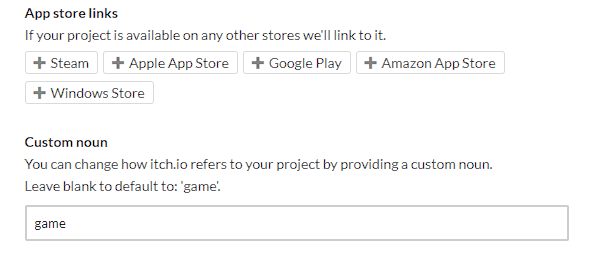 App store links
If your project is available on any other stores we'll link to it.
+ Steam + Apple App Store + Google Play + Amazon App Store
+ Windows Store
Custom noun
You can change how itch.io refers to your project by providing a custom noun.
Leave blank to default to: 'game'.
game